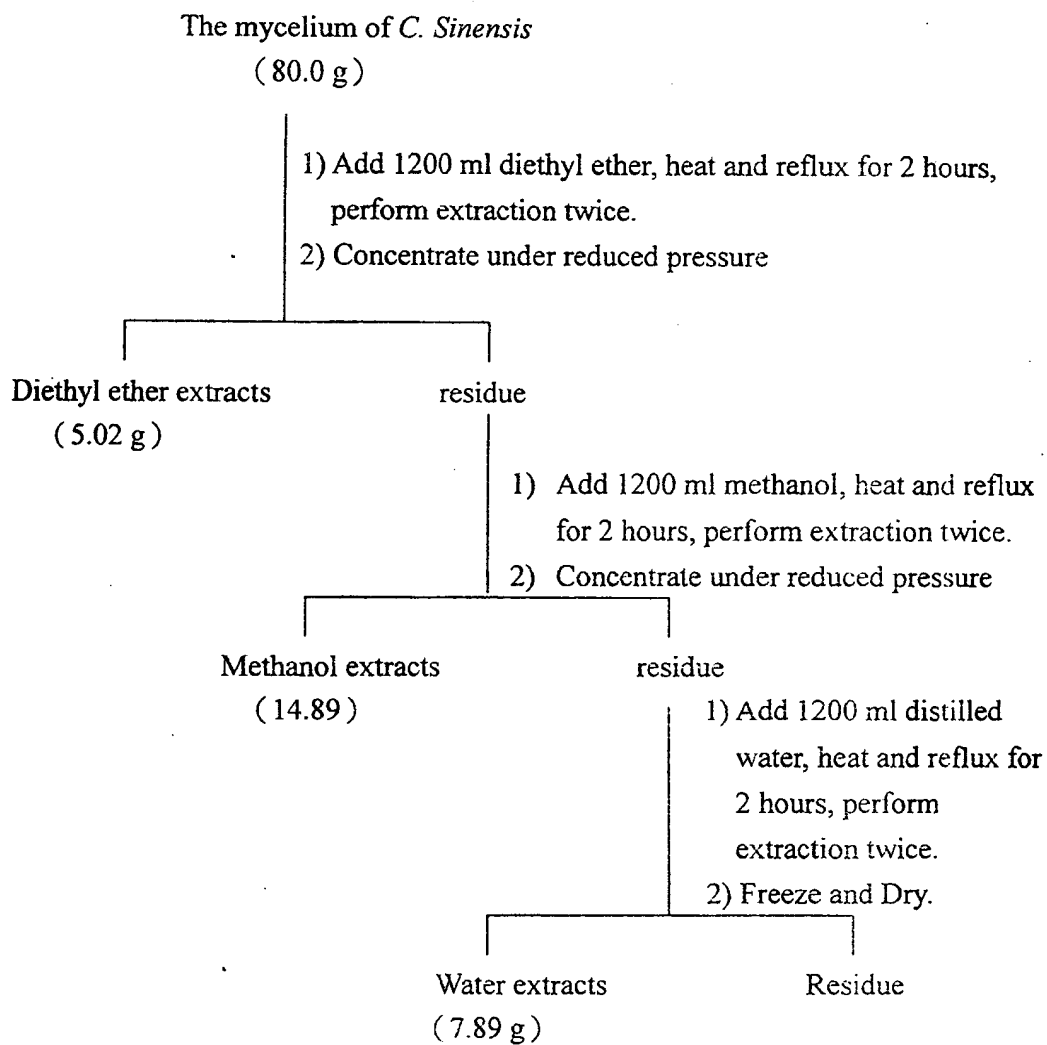 The mycelium of C. Sinensis
(80.0 g)
1) Add 1200 ml diethyl ether, heat and reflux for 2 hours,
perform extraction twice.
2) Concentrate under reduced pressure
Diethyl ether extracts
(5.02 g)
residue
1) Add 1200 ml methanol, heat and reflux
for 2 hours, perform extraction twice.
2) Concentrate under reduced pressure
Methanol extracts
(14.89)
residue
1) Add 1200 ml distilled
water, heat and reflux for
2 hours, perform
extraction twice.
2) Freeze and Dry.
Water extracts
(7.89 g)
Residue